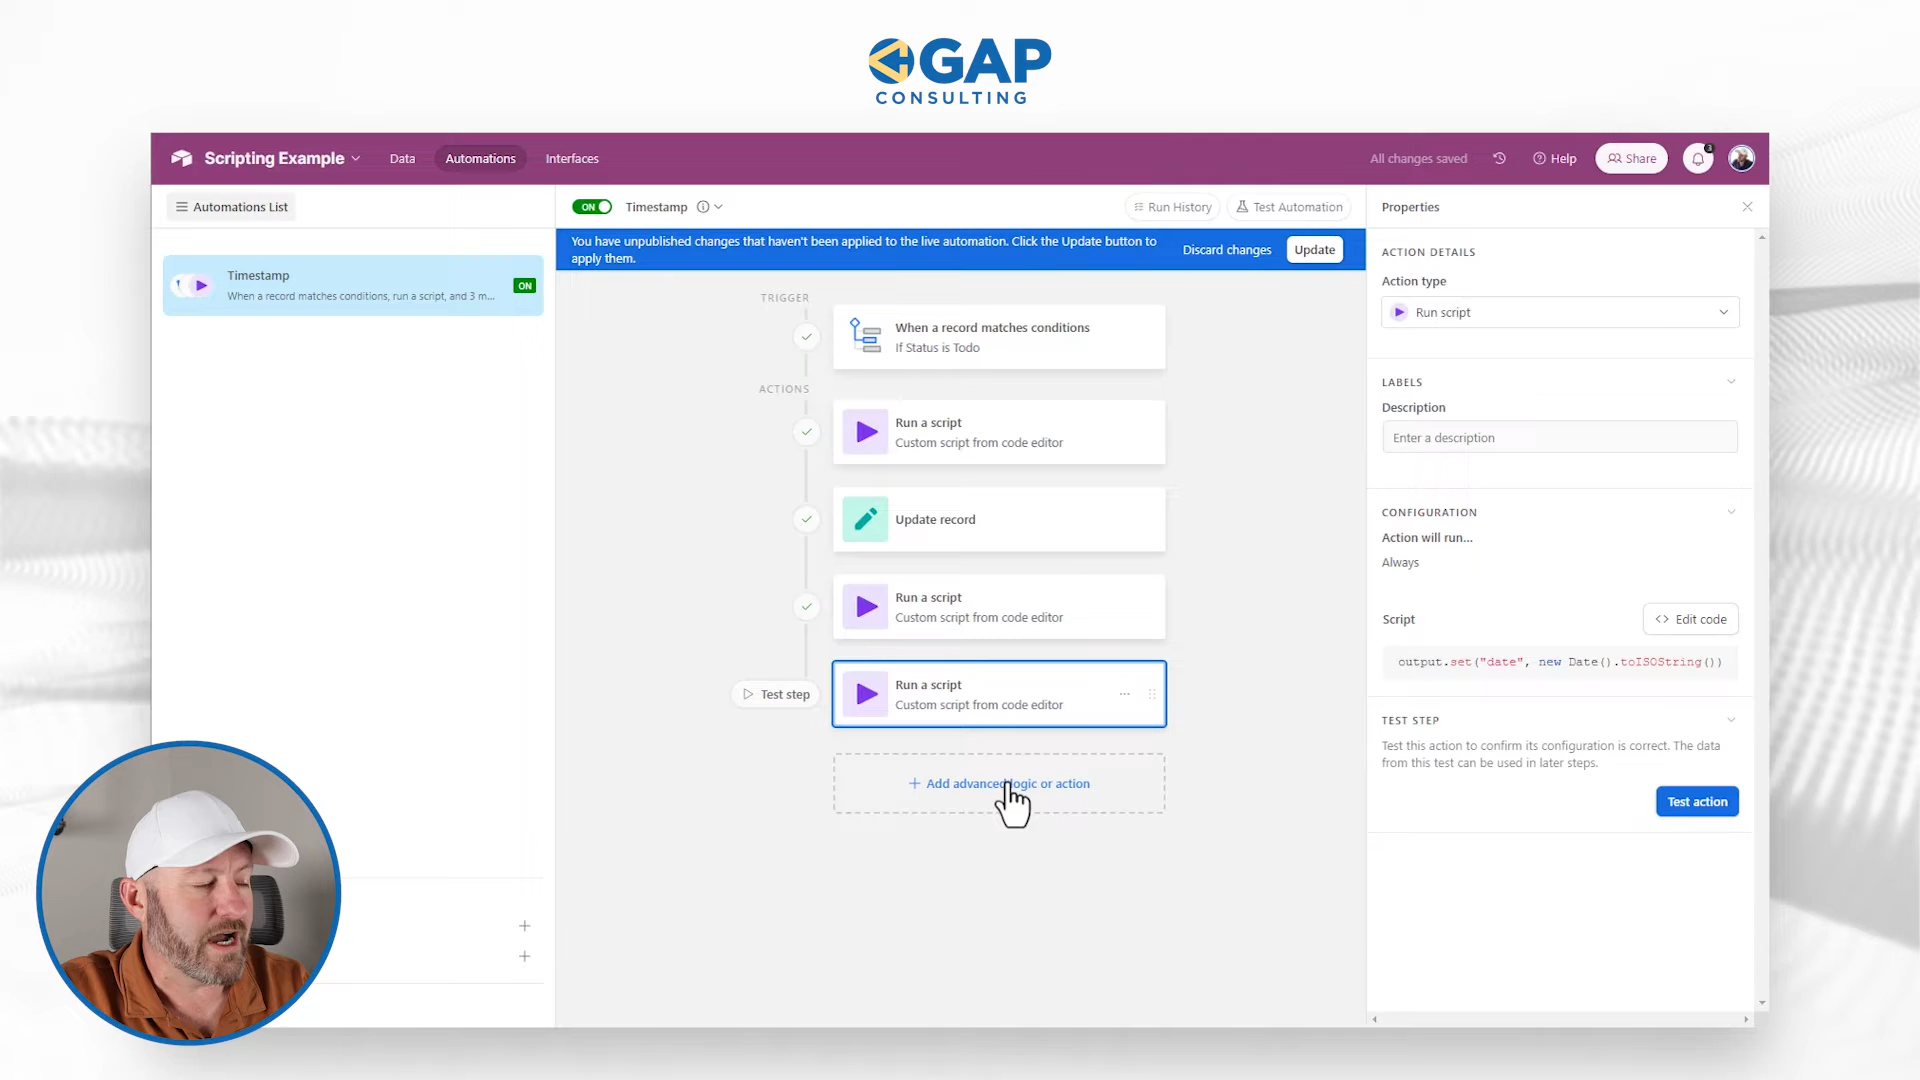 GAP
CONSULTING
Scripting Example
Data
Automations
Interfaces
All changes saved
Help
Share
3
Automations List
ON
Timestamp
Run History
Test Automation
Properties
You have unpublished changes that haven't been applied to the live automation. Click the Update button to
apply them.
Discard changes
Update
Timestamp
When a record matches conditions, run a script, and 3 m...
ON
TRIGGER
When a record matches conditions
If Status is Todo
ACTIONS
Run a script
Custom script from code editor
Update record
Run a script
Custom script from code editor
Test step
Run a script
Custom script from code editor
+ Add advanced logic or action
ACTION DETAILS
Action type
Run script
LABELS
Description
Enter a description
CONFIGURATION
Action will run...
Always
Script
<> Edit code
output.set("date", new Date().toISOString())
TEST STEP
Test this action to confirm its configuration is correct. The data
from this test can be used in later steps.
Test action